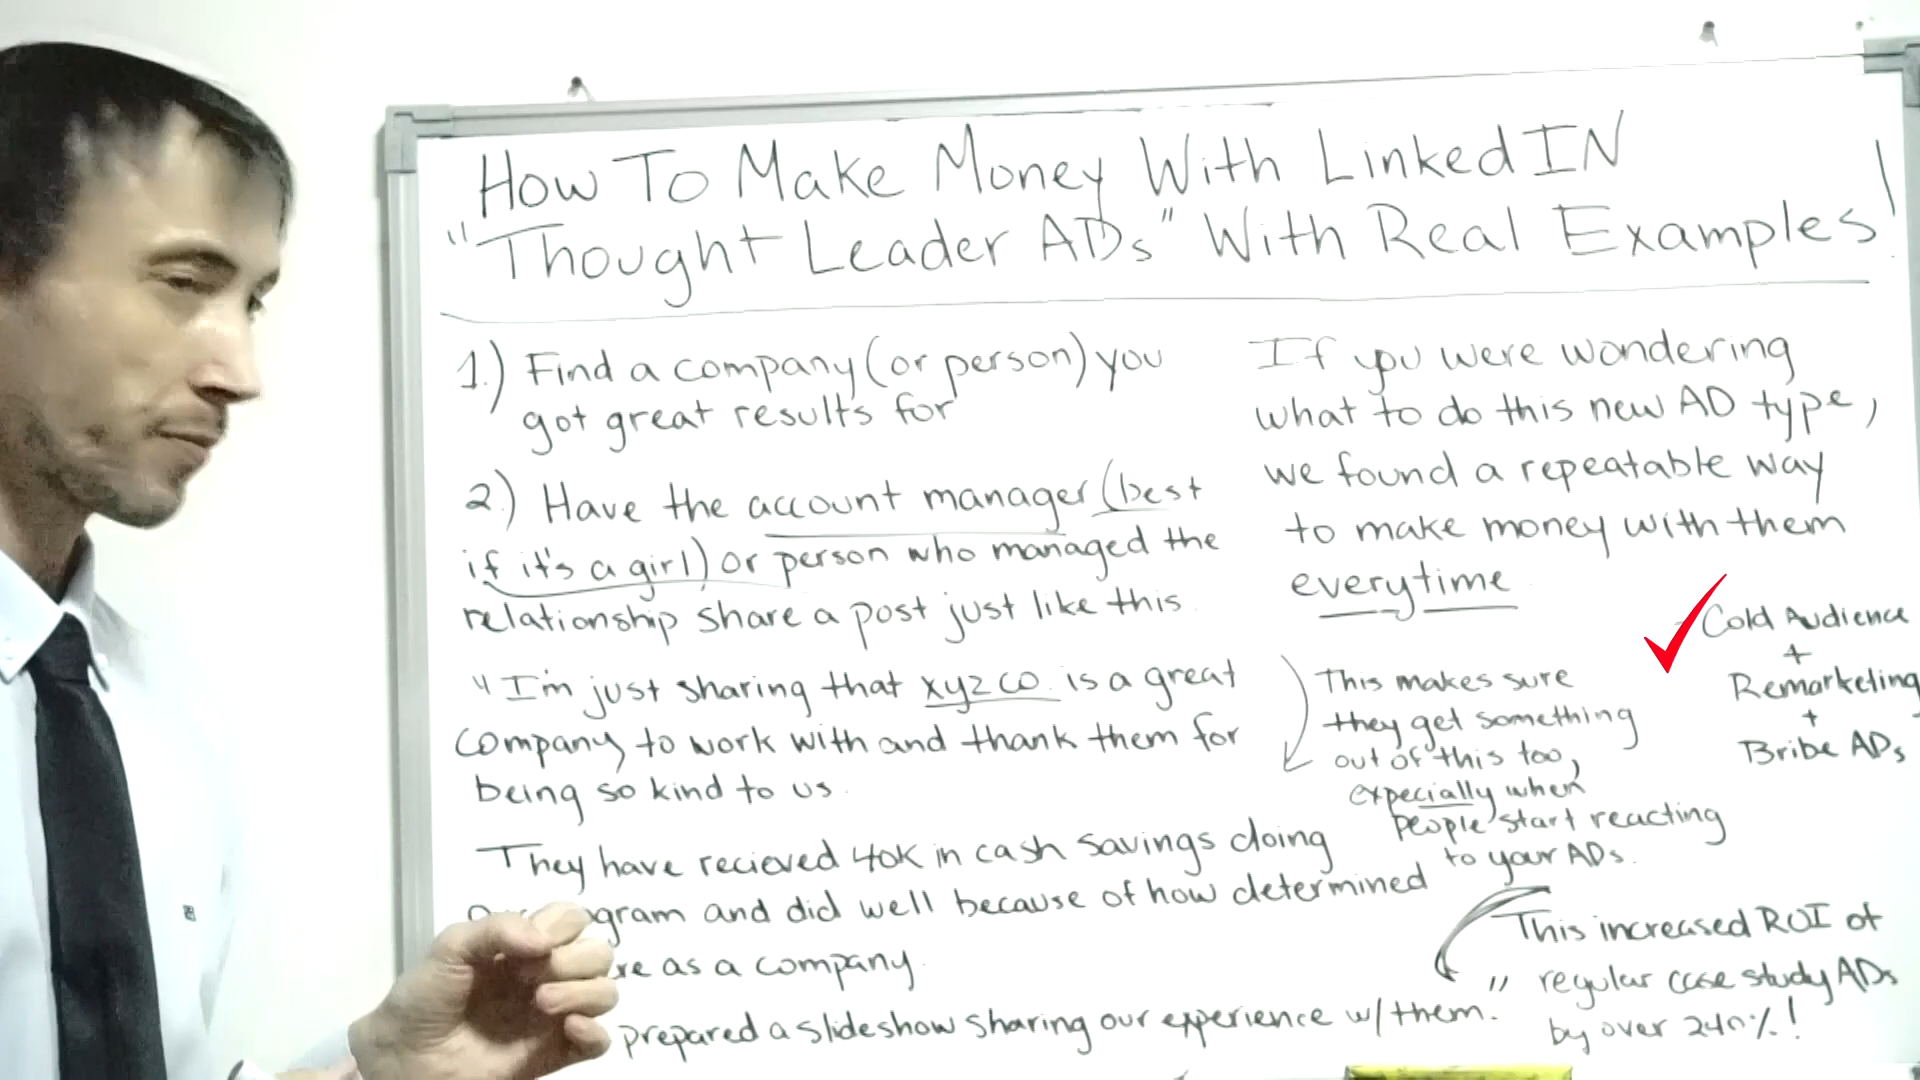 How To Make Money With LinkedIN
"Thought Leader ADs" With Real Examples!
1.) Find a company (or person) you
got great results for
2.) Have the account manager (best
if it's a girl) or person who managed the
relationship share a post just like this
"I'm just sharing that xyz co. is a great
company to work with and thank them for
being so kind to us.
They have recieved 40K in cash savings doing
gram and did well because of how determined
re as a company.
prepared a slideshow sharing our experience w/ them."
If you were wondering
what to do this new AD type,
we found a repeatable way
to make money with them
everytime
This makes sure
they get something
out of this too,
especially when
people start reacting
to your ADs.
This increased ROI of
regular case study ADs
by over 240%!
Cold Audience
+
Remarketing
+
Bribe ADs